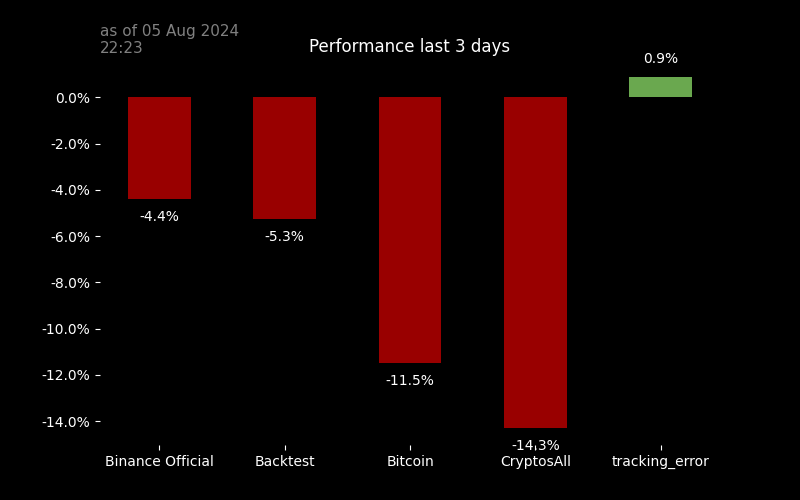 as of 05 Aug 2024
22:23
Performance last 3 days
0.9%
0.0%
-2.0%
-4.0%
-4.4%
-6.0%
-5.3%
-8.0%
-10.0%
-12.0%
-11.5%
-14.0%
-14.3%
Binance Official
Backtest
Bitcoin
CryptosAll
tracking_error